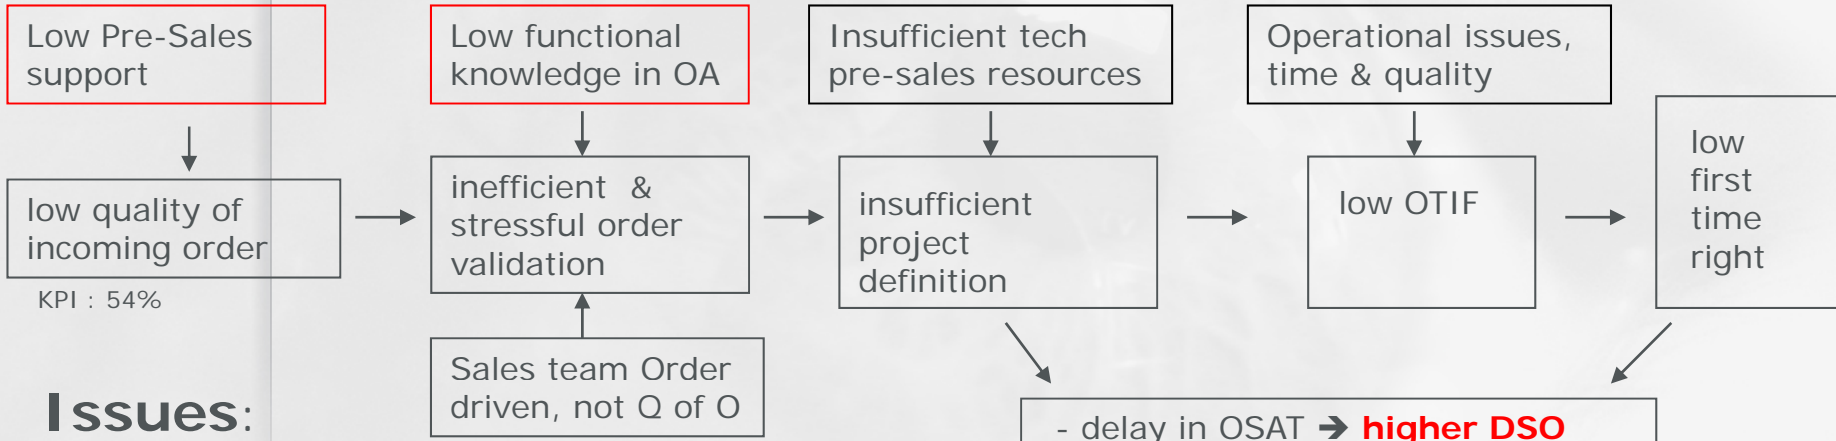 Low Pre-Sales
support
Low functional
knowledge in OA
Insufficient tech
pre-sales resources
Operational issues,
time & quality
low quality of
incoming order
KPI : 54%
inefficient &
stressful order
validation
insufficient
project
definition
low OTIF
low
first
time
right
Sales team Order
driven, not Q of O
Issues:
- delay in OSAT ➔ higher DSO